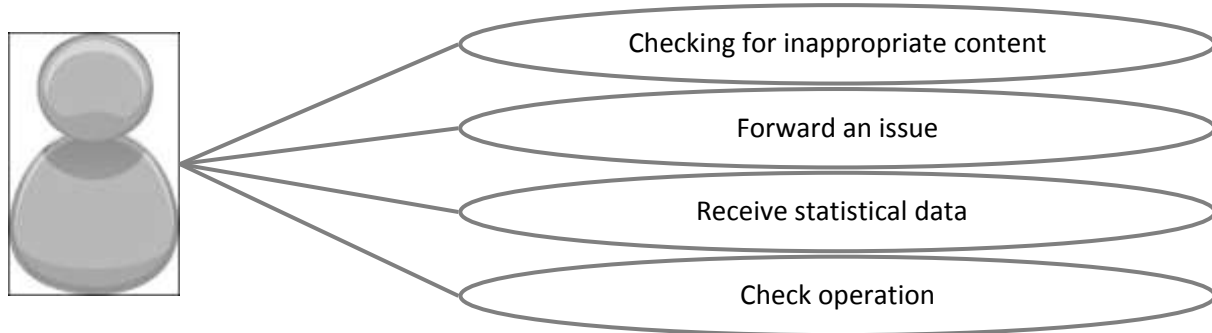 Checking for inappropriate content
Forward an issue
Receive statistical data
Check operation